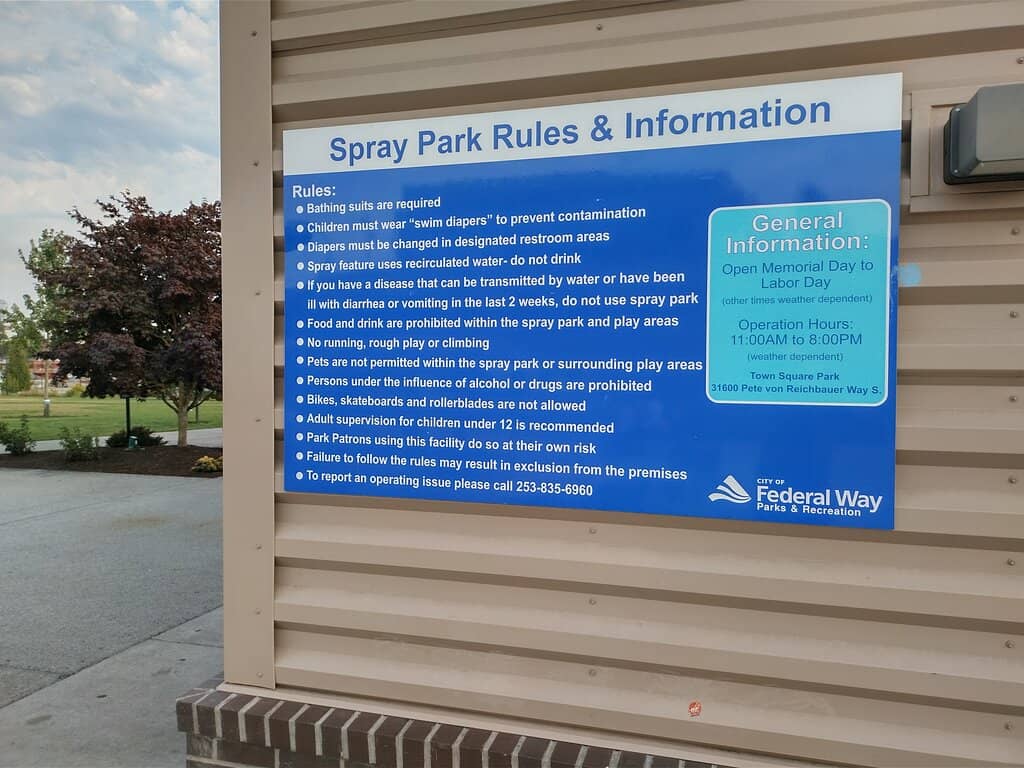 Spray Park Rules & Information
Rules:
Bathing suits are required
Children must wear “swim diapers” to prevent contamination
Diapers must be changed in designated restroom areas
Spray feature uses recirculated water- do not drink
If you have a disease that can be transmitted by water or have been
ill with diarrhea or vomiting in the last 2 weeks, do not use spray park
Food and drink are prohibited within the spray park and play areas
No running, rough play or climbing
Pets are not permitted within the spray park or surrounding play areas
Persons under the influence of alcohol or drugs are prohibited
Bikes, skateboards and rollerblades are not allowed
Adult supervision for children under 12 is recommended
Park Patrons using this facility do so at their own risk
Failure to follow the rules may result in exclusion from the premises
To report an operating issue please call 253-835-6960
General
Information:
Open Memorial Day to
Labor Day
(other times weather dependent)
Operation Hours:
11:00AM to 8:00PM
(weather dependent)
Town Square Park
31600 Pete von Reichbauer Way S.
CITY OF
Federal Way
Parks & Recreation